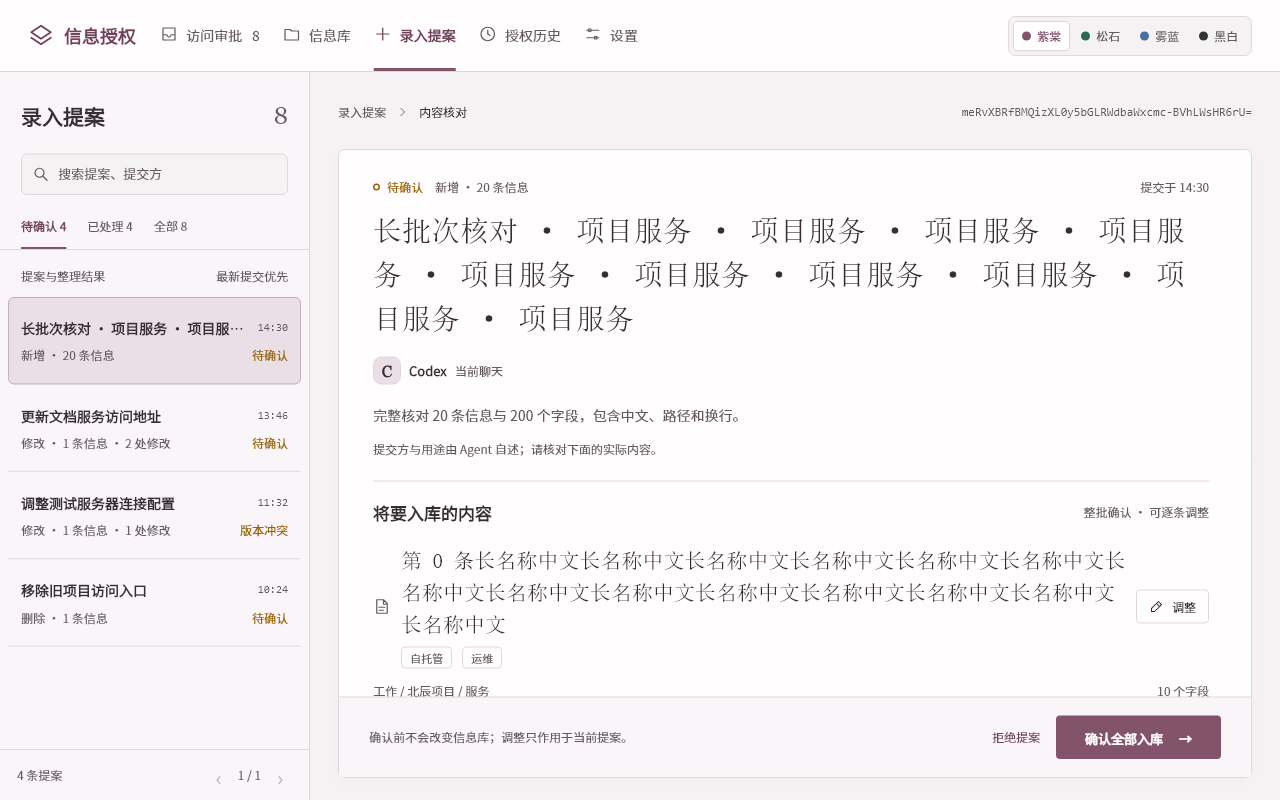 信息授权
访问审批 8
信息库
录入提案
授权历史
设置
紫棠
松石
雾蓝
黑白
录入提案 8
搜索提案、提交方
待确认 4
已处理 4
全部 8
提案与整理结果 最新提交优先
长批次核对 · 项目服务 · 项目服… 14:30
新增 · 20 条信息 待确认
更新文档服务访问地址 13:46
修改 · 1 条信息 · 2 处修改 待确认
调整测试服务器连接配置 11:32
修改 · 1 条信息 · 1 处修改 版本冲突
移除旧项目访问入口 10:24
删除 · 1 条信息 待确认
4 条提案 ‹ 1 / 1 ›
录入提案 > 内容核对 meRvXBRfBMQizXL0y5bGLRWdbaWxcmc-BVhLWsHR6rU=
待确认 新增 · 20 条信息 提交于 14:30
长批次核对 · 项目服务 · 项目服务 · 项目服务 · 项目服
务 · 项目服务 · 项目服务 · 项目服务 · 项目服务 · 项
目服务 · 项目服务
C Codex 当前聊天
完整核对 20 条信息与 200 个字段，包含中文、路径和换行。
提交方与用途由 Agent 自述；请核对下面的实际内容。
将要入库的内容 整批确认 · 可逐条调整
第 0 条长名称中文长名称中文长名称中文长名称中文长名称中文长名称中文长
名称中文长名称中文长名称中文长名称中文长名称中文长名称中文长名称中文
长名称中文
调整
自托管 运维
工作 / 北辰项目 / 服务 10 个字段
确认前不会改变信息库；调整只作用于当前提案。 拒绝提案 确认全部入库 →